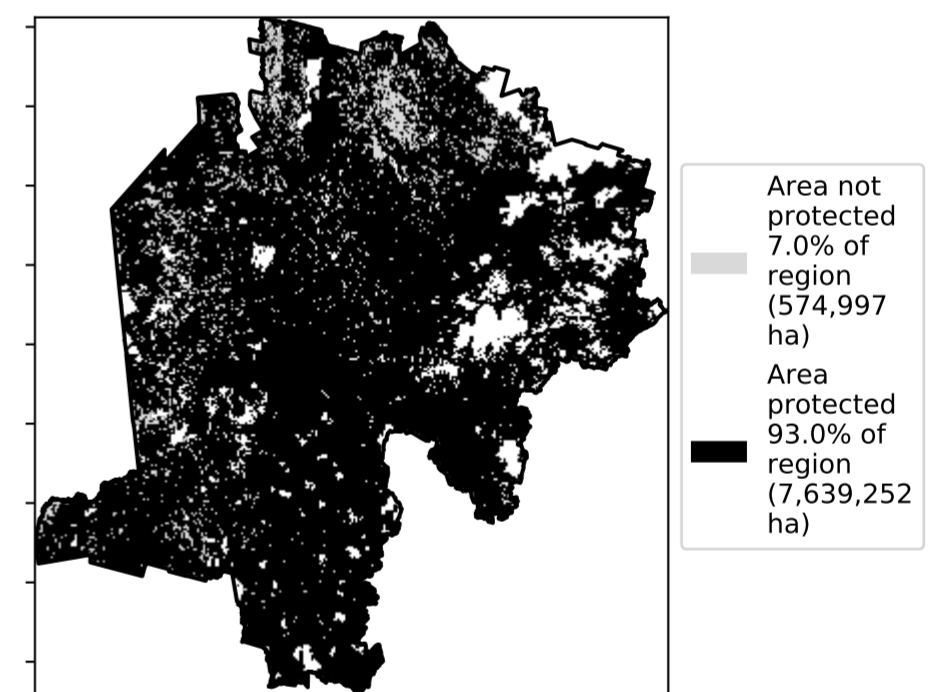 Area not
protected
7.0% of
region
(574,997
ha)
Area
protected
93.0% of
region
(7,639,252
ha)